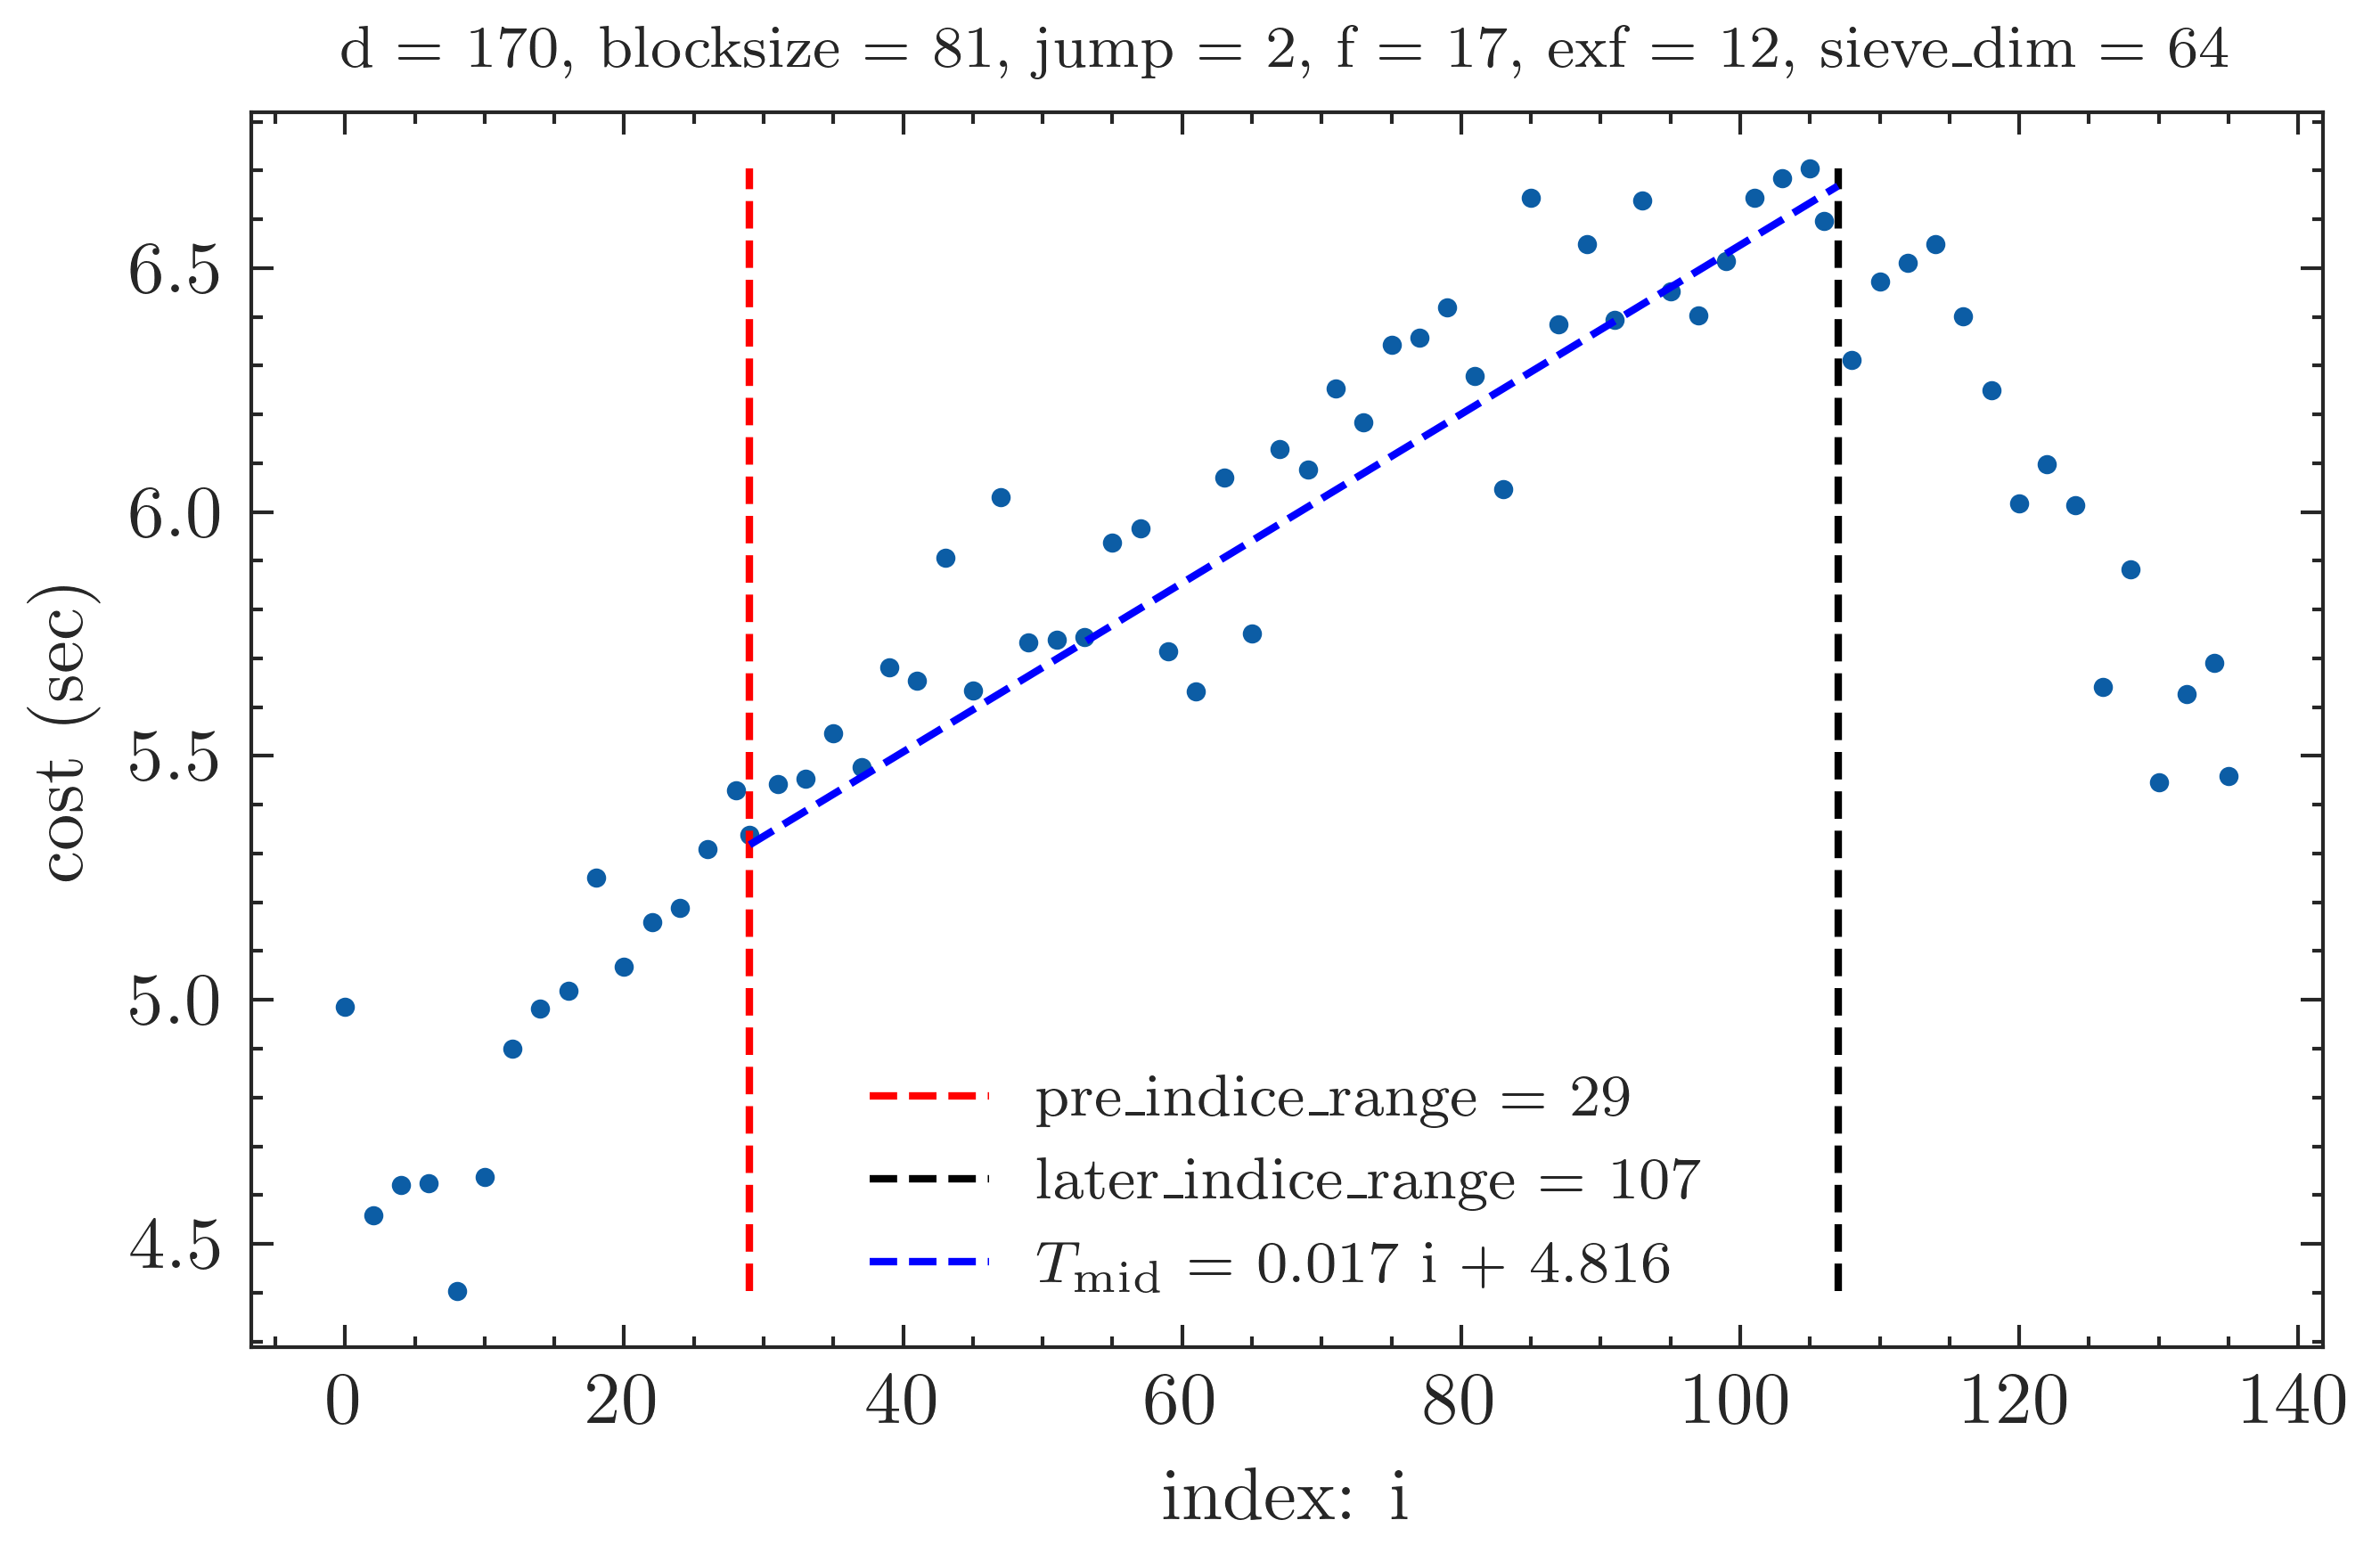 d = 170, blocksize = 81, jump = 2, f = 17, exf = 12, sieve_dim = 64
cost (sec)
6.5
6.0
5.5
5.0
4.5
pre_indice_range = 29
later_indice_range = 107
T_mid = 0.017 i + 4.816
0 20 40 60 80 100 120 140
index: i